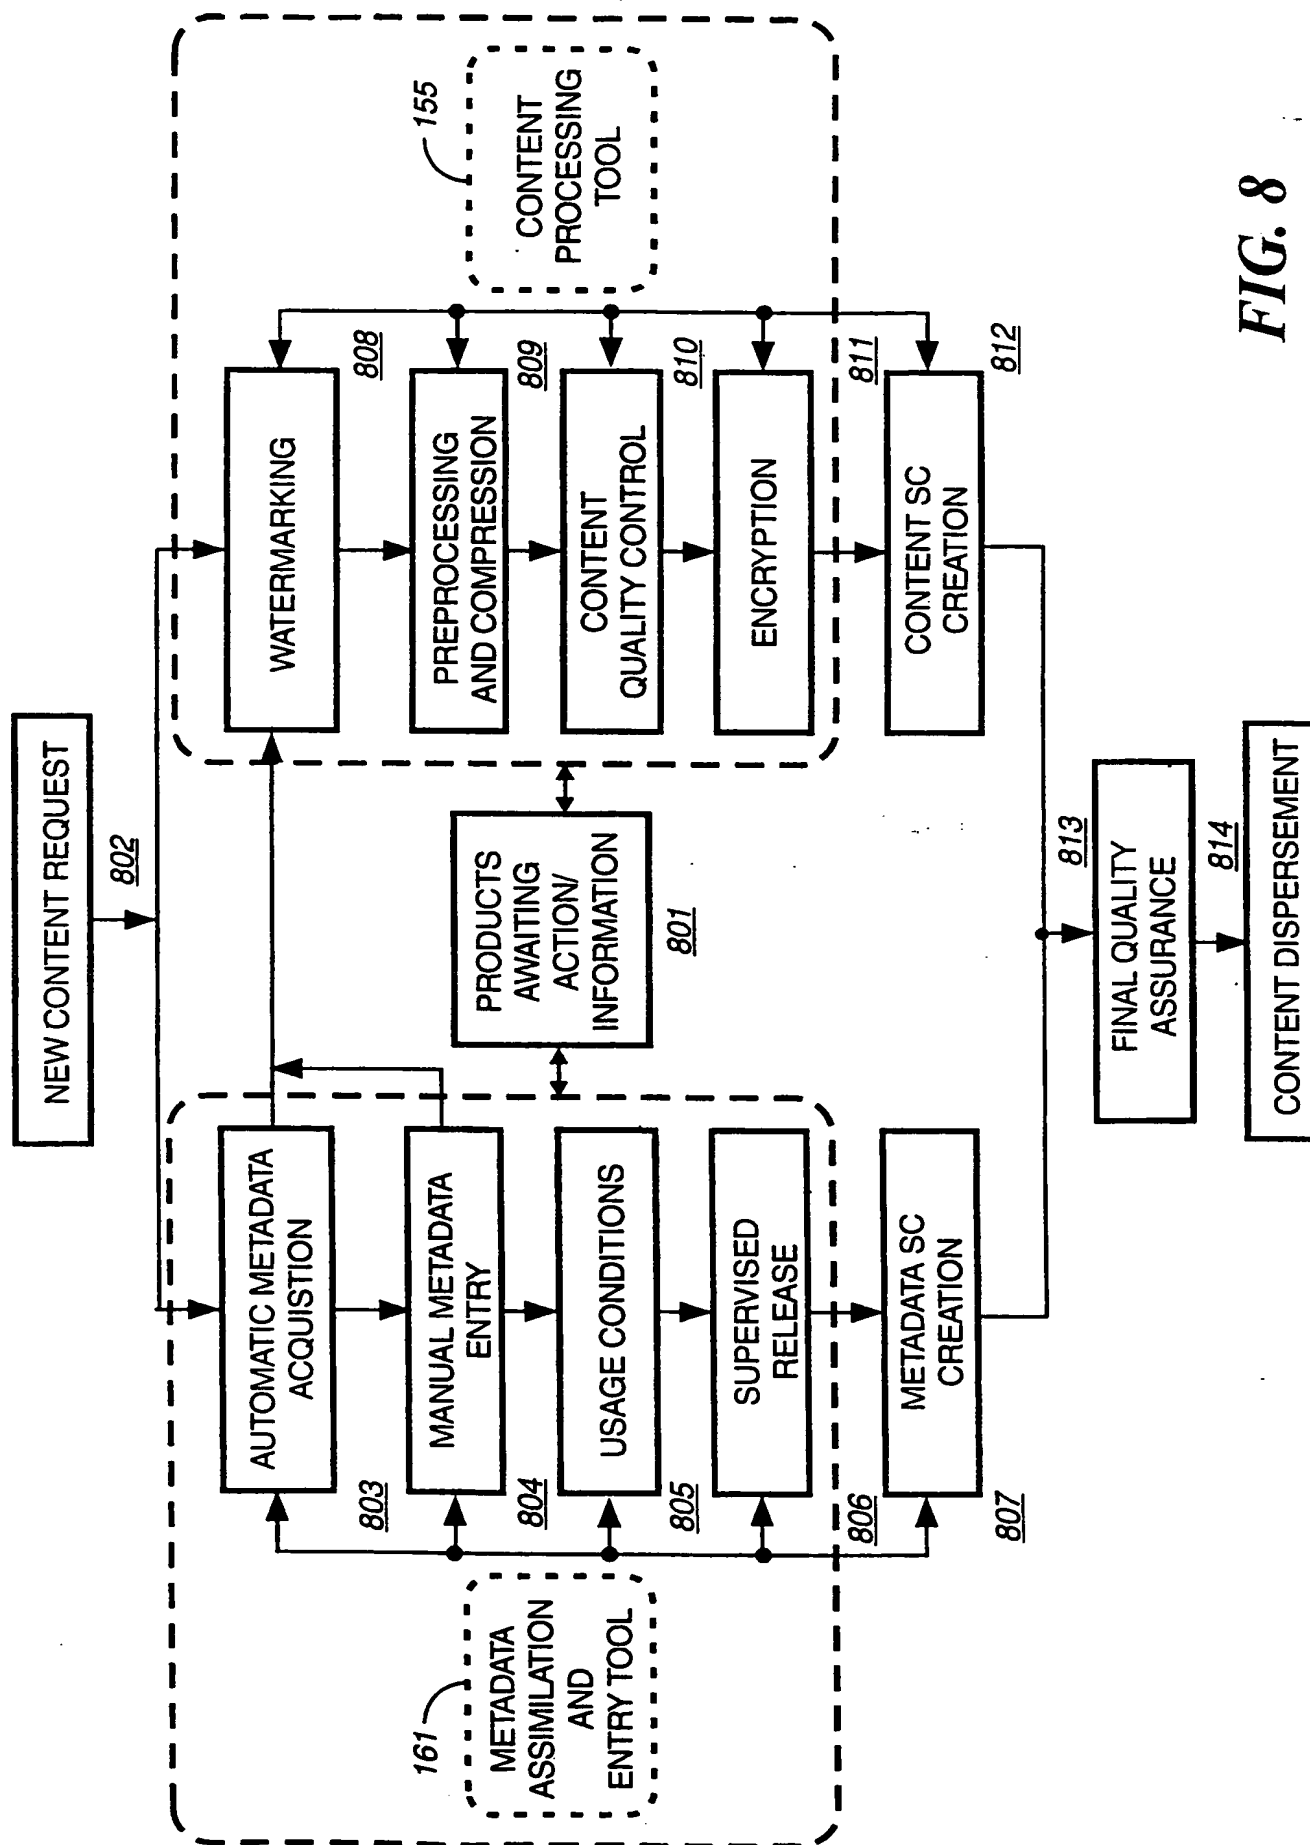 NEW CONTENT REQUEST
802
161
METADATA
ASSIMILATION
AND
ENTRY TOOL
AUTOMATIC METADATA
ACQUISTION
803
MANUAL METADATA
ENTRY
804
USAGE CONDITIONS
805
SUPERVISED
RELEASE
806
METADATA SC
CREATION
807
PRODUCTS
AWAITING
ACTION/
INFORMATION
801
WATERMARKING
808
PREPROCESSING
AND COMPRESSION
809
CONTENT
QUALITY CONTROL
810
ENCRYPTION
811
CONTENT SC
CREATION
812
155
CONTENT
PROCESSING
TOOL
813
FINAL QUALITY
ASSURANCE
814
CONTENT DISPERSEMENT
FIG. 8